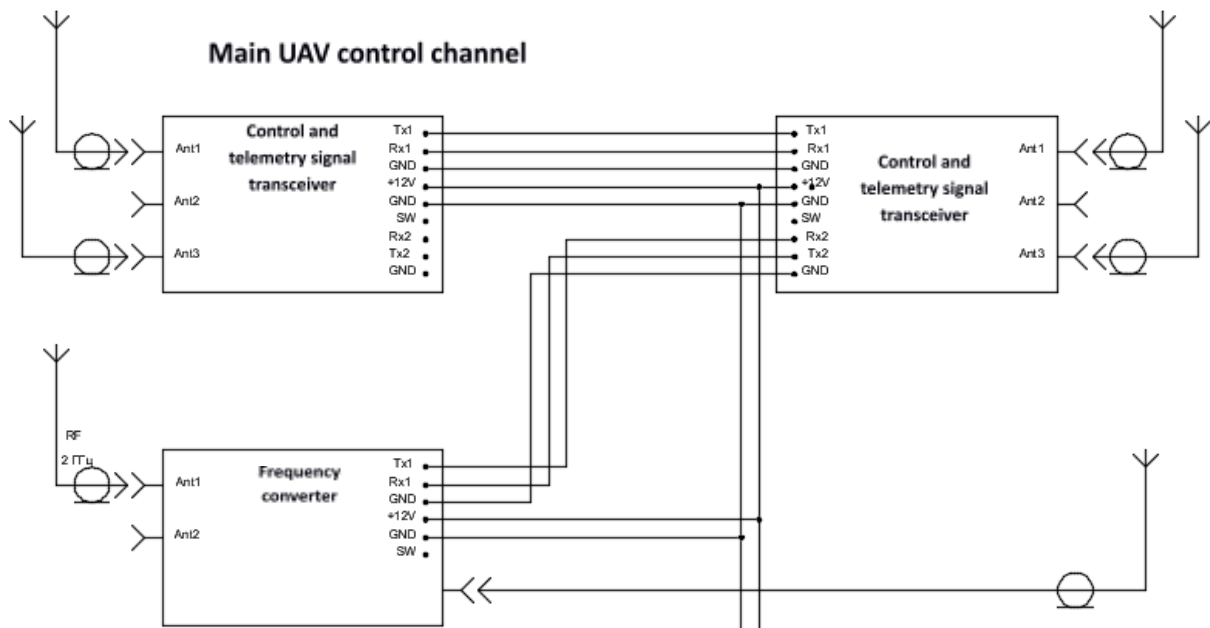 Main UAV control channel
Control and
telemetry signal
transceiver
Ant1
Ant2
Ant3
Tx1
Rx1
GND
+12V
GND
SW
Rx2
Tx2
GND
Tx1
Rx1
GND
+12V
GND
SW
Rx2
Tx2
GND
Control and
telemetry signal
transceiver
Ant1
Ant2
Ant3
RF
2 ГГц
Ant1
Ant2
Frequency
converter
Tx1
Rx1
GND
+12V
GND
SW